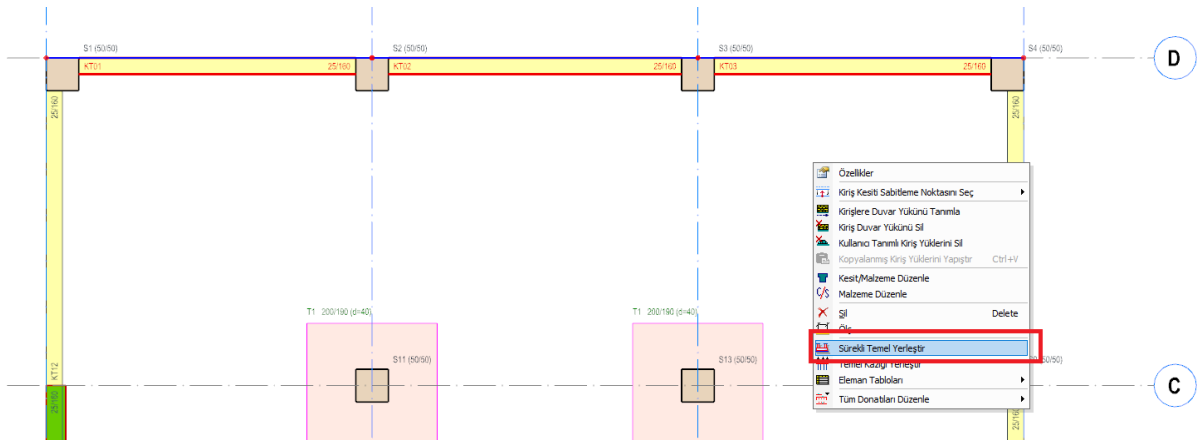 S1 (50/50)
S2 (50/50)
S3 (50/50)
S4 (50/50)
D
KT01
25/160
KT02
25/160
KT03
25/160
25/160
25/160
Özellikler
Kiriş Kesiti Sabitleme Noktasını Seç
Kirişlere Duvar Yükünü Tanımla
Kiriş Duvar Yükünü Sil
Kullanıcı Tanımlı Kiriş Yüklerini Sil
Kopyalanmış Kiriş Yüklerini Yapıştır Ctrl+V
Kesit/Malzeme Düzenle
C/S Malzeme Düzenle
Sil Delete
Ölç
Sürekli Temel Yerleştir
Temel Kazığı Yerleştir
Eleman Tabloları
Tüm Donatıları Düzenle
T1 200/190 (d=40)
T1 200/190 (d=40)
S11 (50/50)
S13 (50/50)
KT12
C
25/160